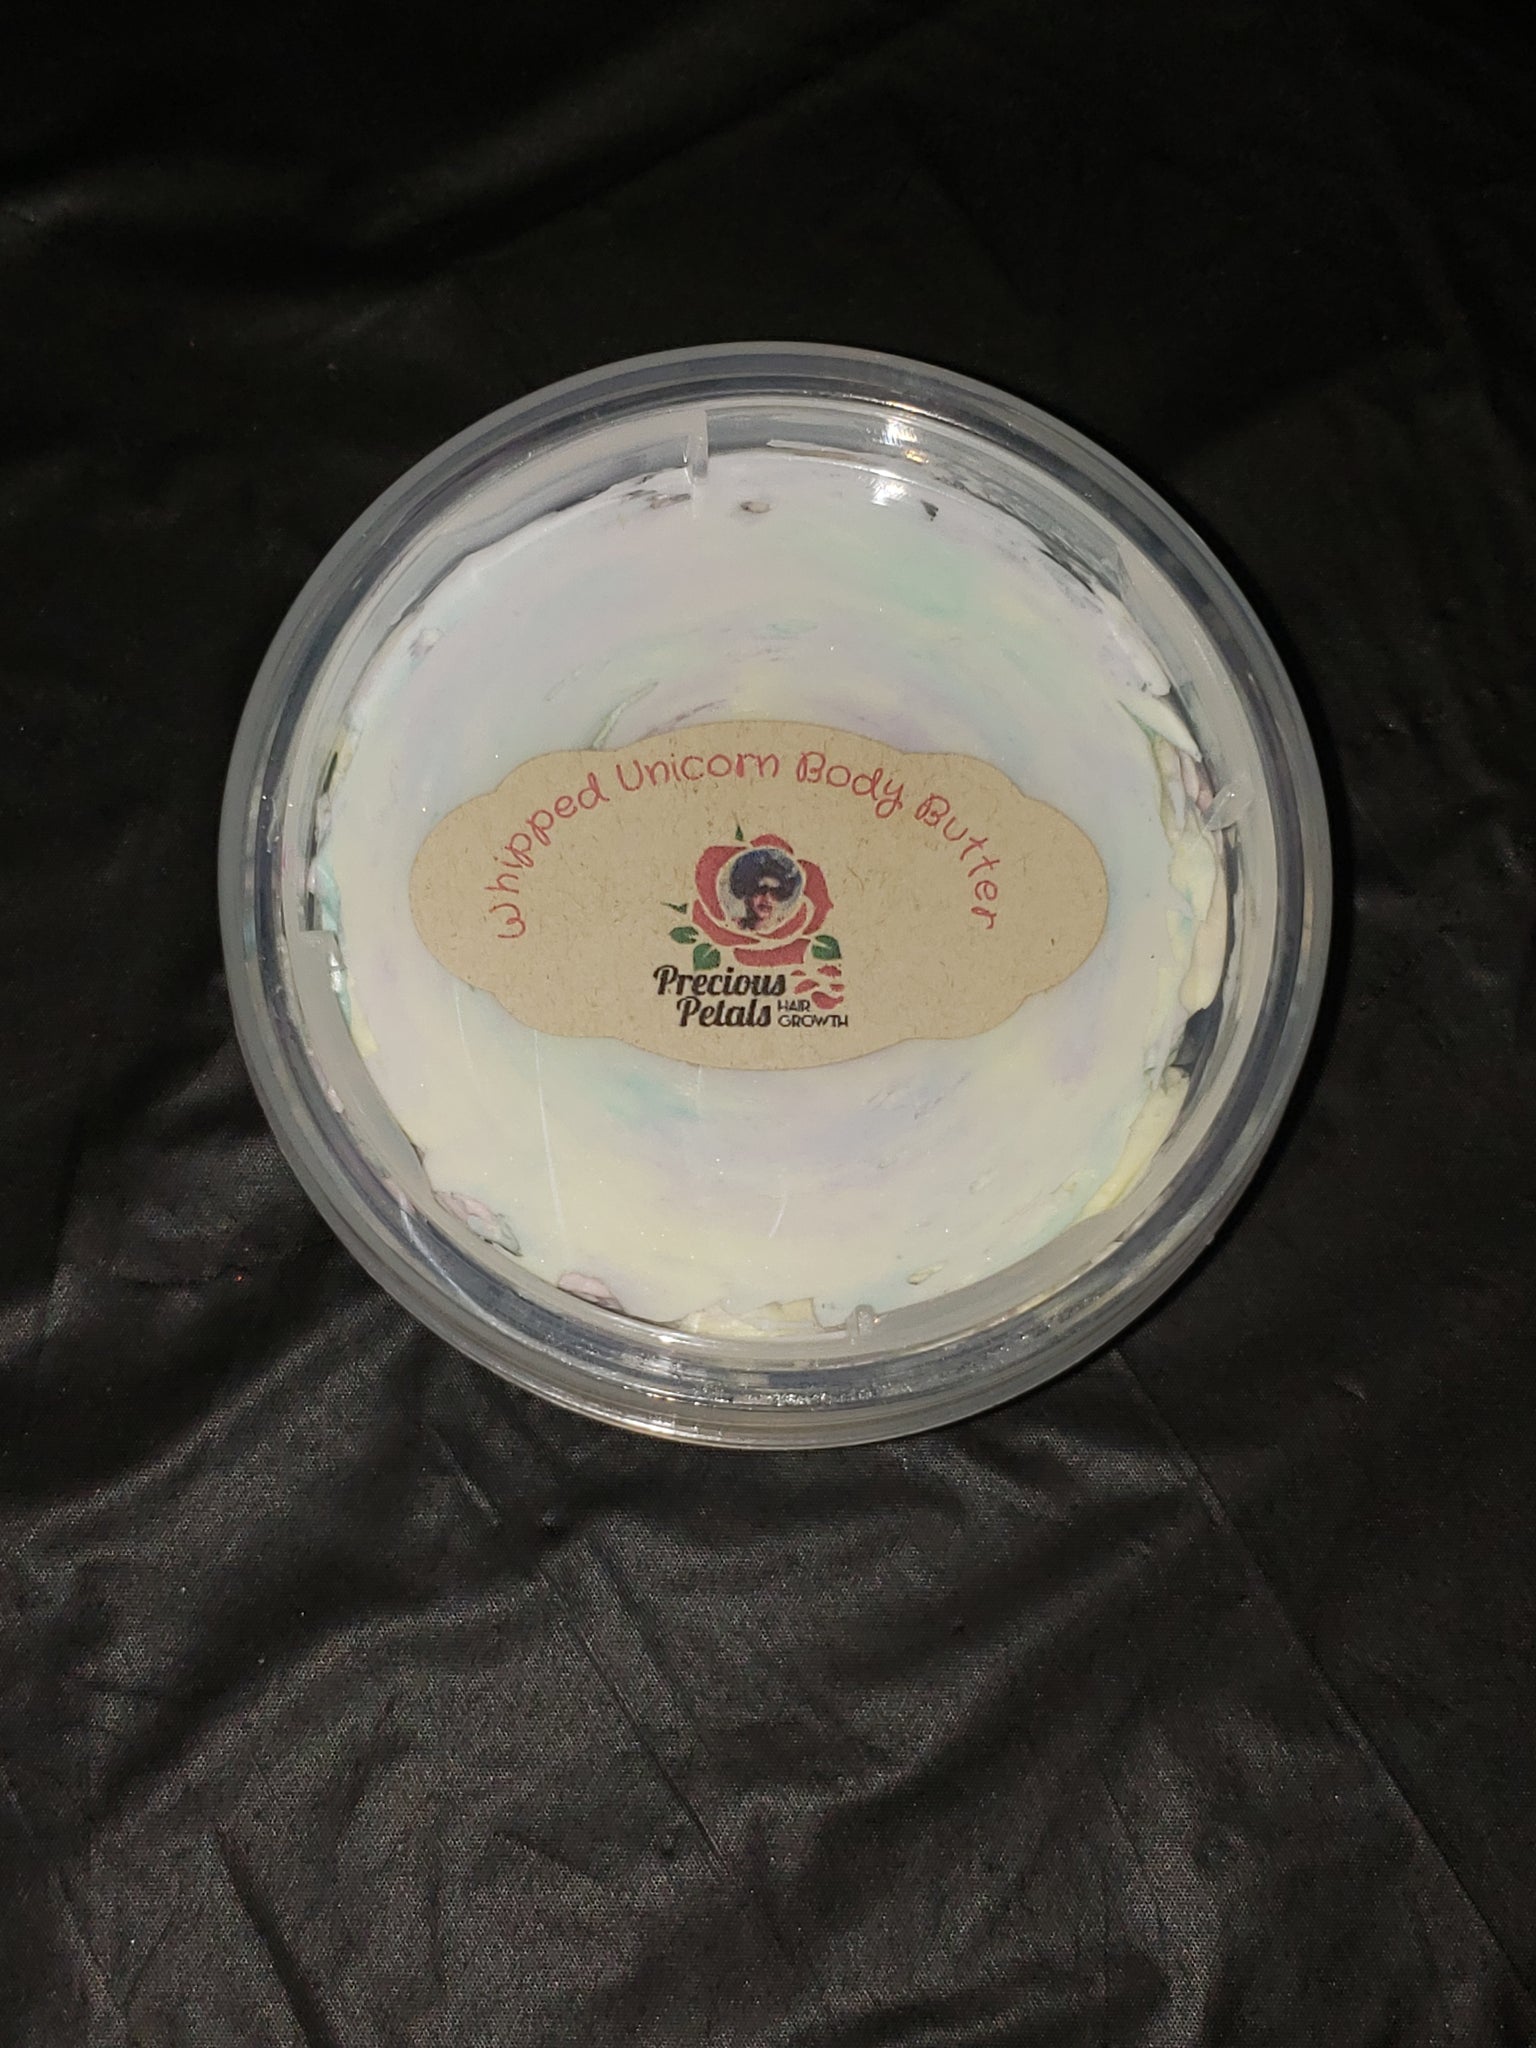 Whipped Unicorn Body Butter
Precious
Petals HAIR
GROWTH